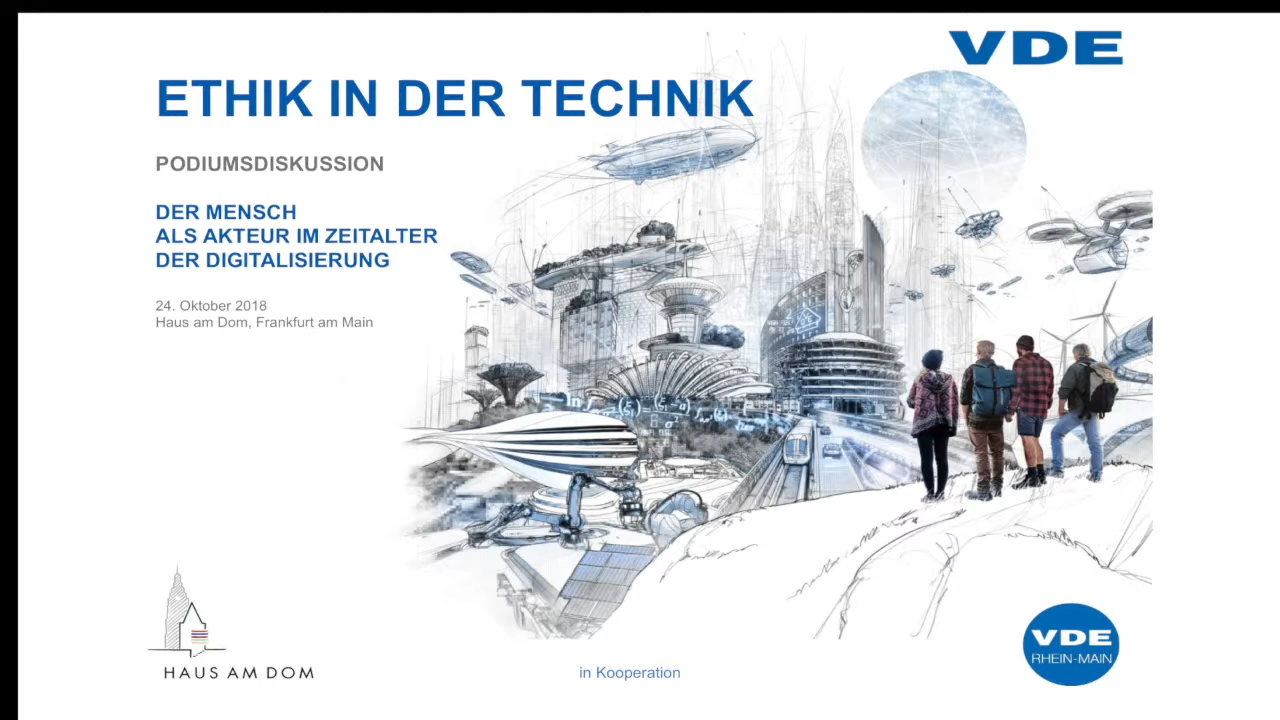 VDE
ETHIK IN DER TECHNIK
PODIUMSDISKUSSION
DER MENSCH
ALS AKTEUR IM ZEITALTER
DER DIGITALISIERUNG
24. Oktober 2018
Haus am Dom, Frankfurt am Main
HAUS AM DOM
in Kooperation
VDE
RHEIN-MAIN